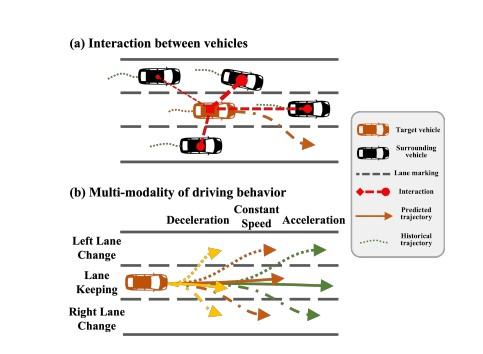 (a) Interaction between vehicles
Target vehicle
Surrounding
vehicle
Lane marking
Interaction
Predicted
trajectory
Historical
trajectory
(b) Multi-modality of driving behavior
Deceleration
Constant
Speed
Acceleration
Left Lane
Change
Lane
Keeping
Right Lane
Change